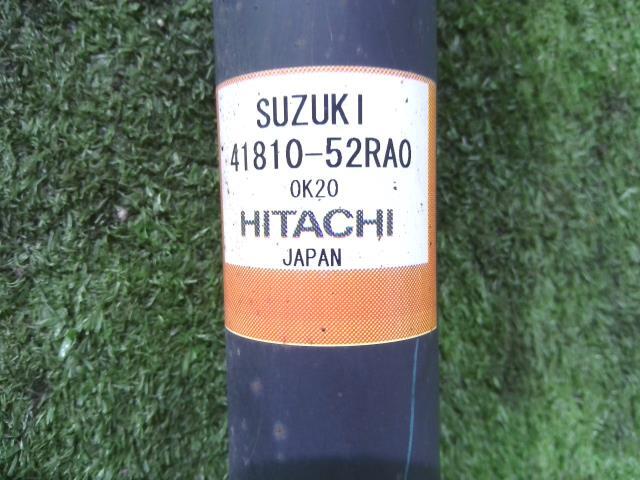 SUZUKI
41810-52RA0
0K20
HITACHI
JAPAN